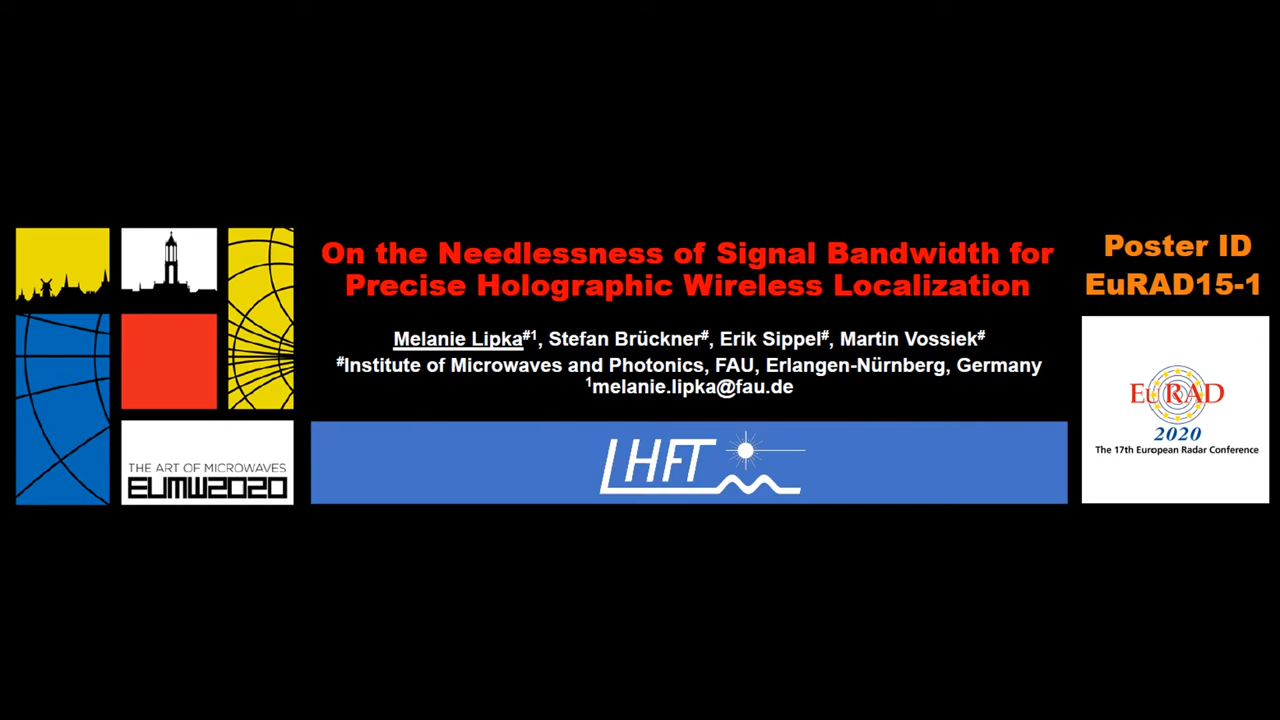 On the Needlessness of Signal Bandwidth for
Precise Holographic Wireless Localization
Melanie Lipka#1, Stefan Brückner#, Erik Sippel#, Martin Vossiek#
#Institute of Microwaves and Photonics, FAU, Erlangen-Nürnberg, Germany
1melanie.lipka@fau.de
LHFT
THE ART OF MICROWAVES
EUMW2020
Poster ID
EuRAD15-1
EURAD
2020
The 17th European Radar Conference